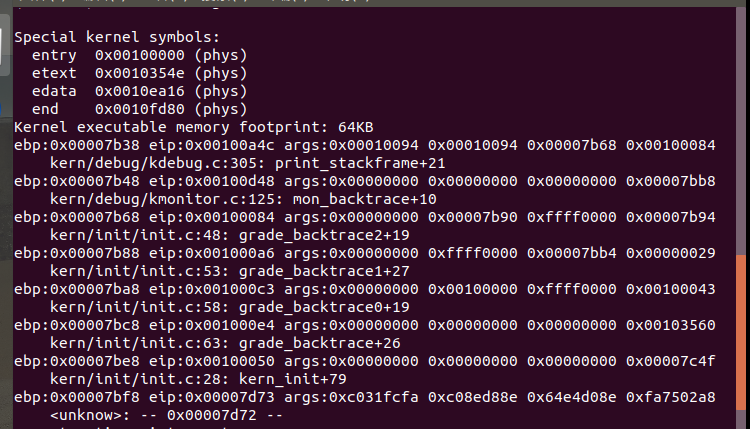 Special kernel symbols:
  entry  0x00100000 (phys)
  etext  0x0010354e (phys)
  edata  0x0010ea16 (phys)
  end    0x0010fd80 (phys)
Kernel executable memory footprint: 64KB
ebp:0x00007b38 eip:0x00100a4c args:0x00010094 0x00010094 0x00007b68 0x00100084
    kern/debug/kdebug.c:305: print_stackframe+21
ebp:0x00007b48 eip:0x00100d48 args:0x00000000 0x00000000 0x00000000 0x00007bb8
    kern/debug/kmonitor.c:125: mon_backtrace+10
ebp:0x00007b68 eip:0x00100084 args:0x00000000 0x00007b90 0xffff0000 0x00007b94
    kern/init/init.c:48: grade_backtrace2+19
ebp:0x00007b88 eip:0x001000a6 args:0x00000000 0xffff0000 0x00007bb4 0x00000029
    kern/init/init.c:53: grade_backtrace1+27
ebp:0x00007ba8 eip:0x001000c3 args:0x00000000 0x00100000 0xffff0000 0x00100043
    kern/init/init.c:58: grade_backtrace0+19
ebp:0x00007bc8 eip:0x001000e4 args:0x00000000 0x00000000 0x00000000 0x00103560
    kern/init/init.c:63: grade_backtrace+26
ebp:0x00007be8 eip:0x00100050 args:0x00000000 0x00000000 0x00000000 0x00007c4f
    kern/init/init.c:28: kern_init+79
ebp:0x00007bf8 eip:0x00007d73 args:0xc031fcfa 0xc08ed88e 0x64e4d08e 0xfa7502a8
    <unknow>: -- 0x00007d72 --